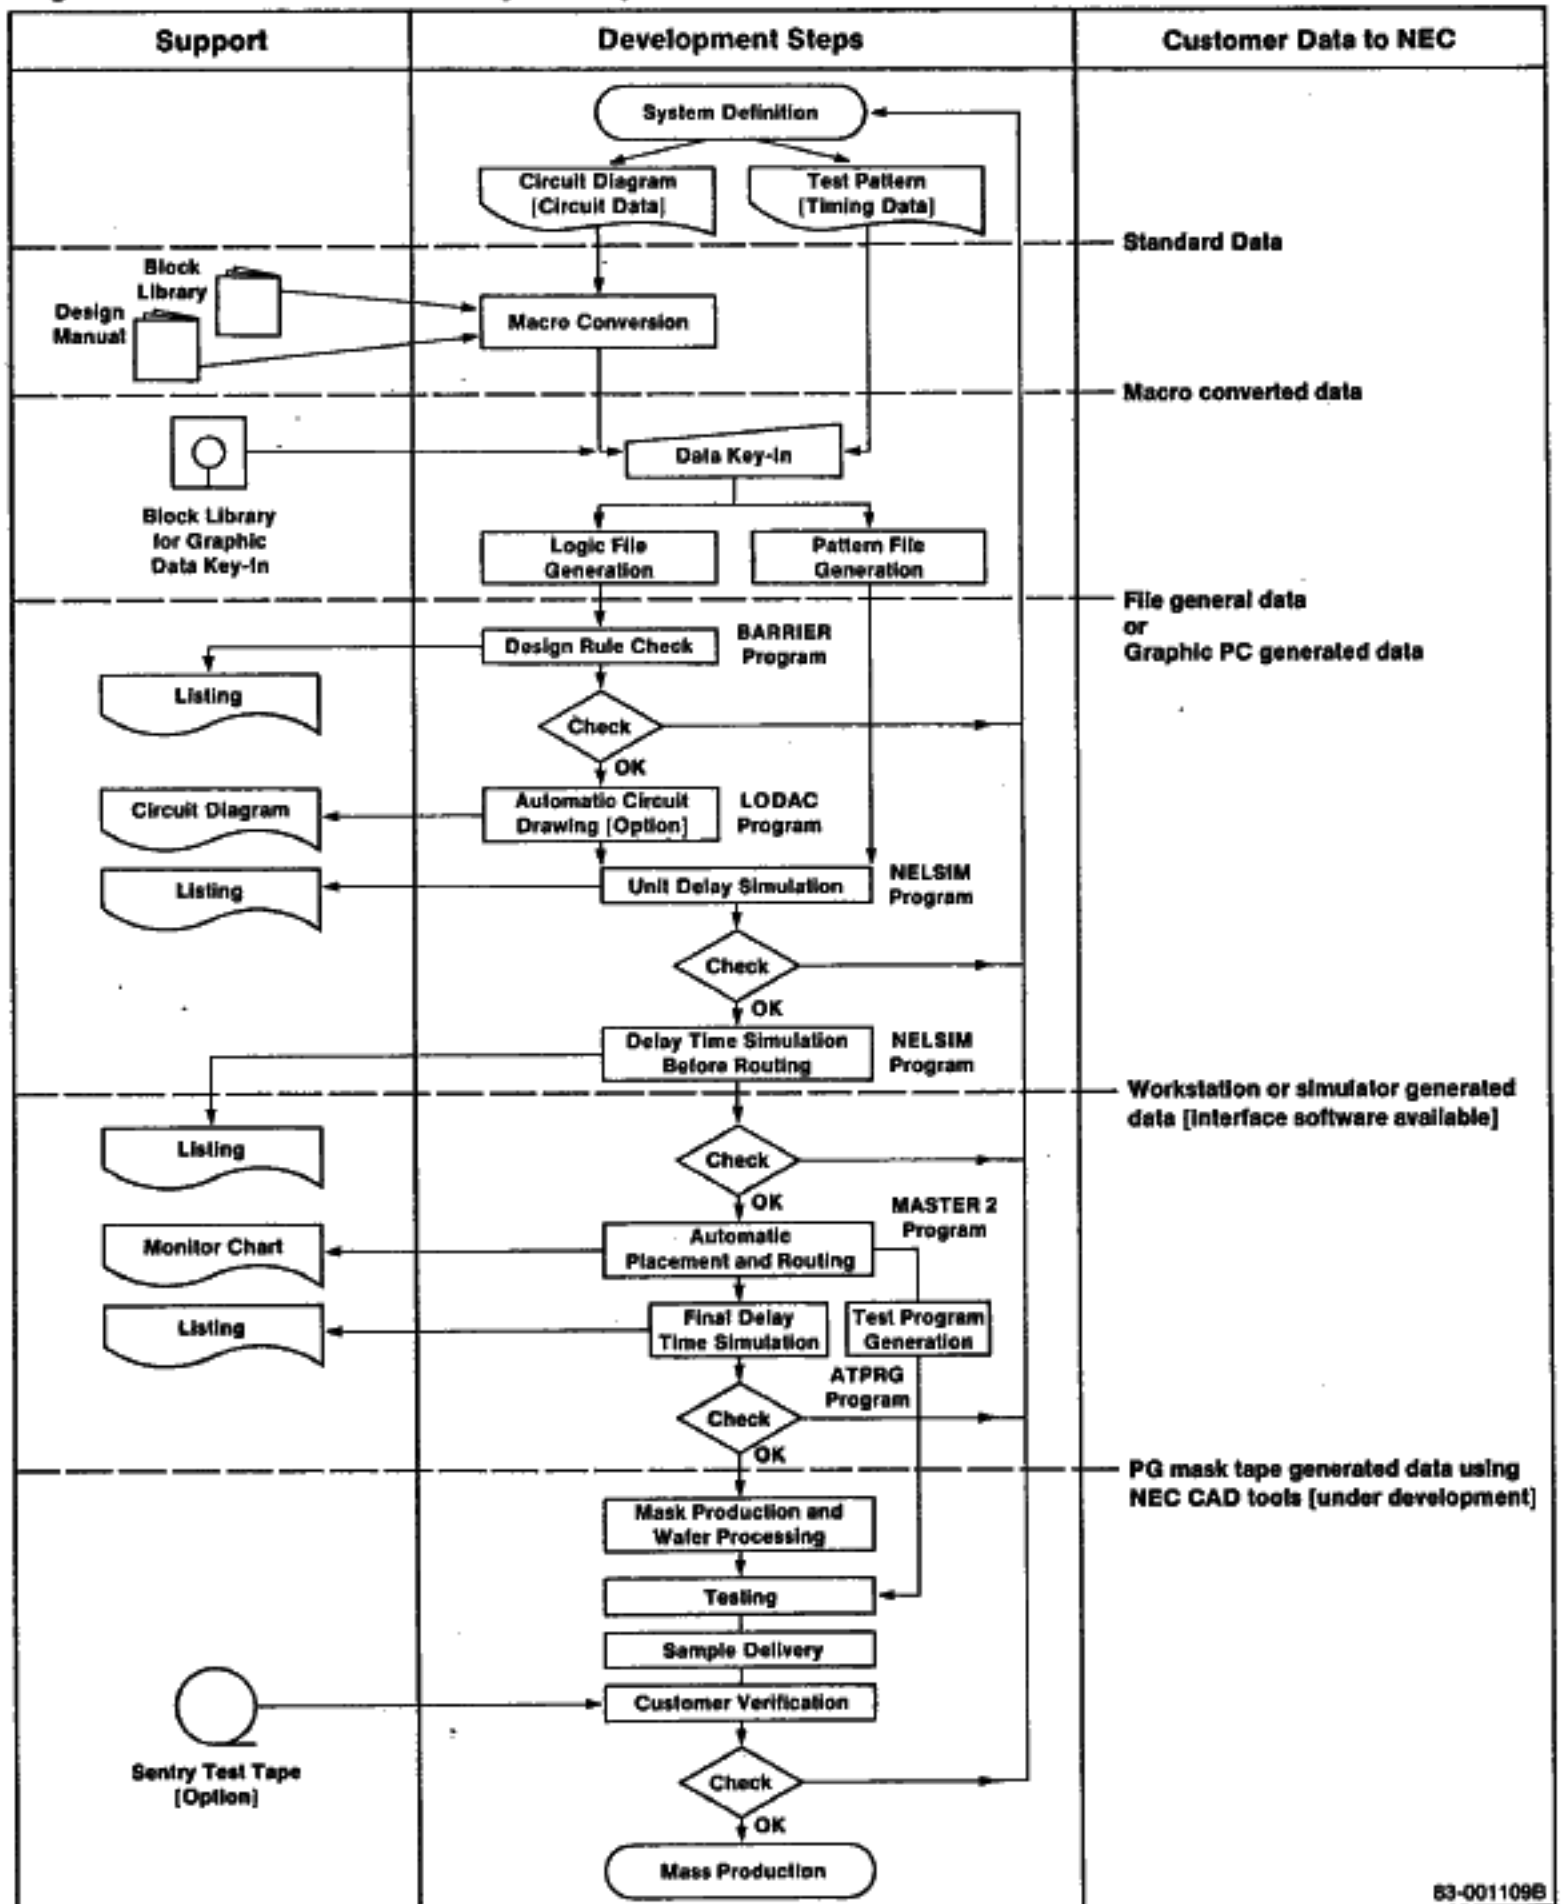 Support
Development Steps
Customer Data to NEC
System Definition
Circuit Diagram
[Circuit Data]
Test Pattern
[Timing Data]
Standard Data
Block
Library
Design
Manual
Macro Conversion
Macro converted data
Data Key-In
Block Library
for Graphic
Data Key-In
Logic File
Generation
Pattern File
Generation
File general data
or
Graphic PC generated data
Design Rule Check
BARRIER
Program
Listing
Check
OK
Circuit Diagram
Automatic Circuit
Drawing [Option]
LODAC
Program
Listing
Unit Delay Simulation
NELSIM
Program
Check
OK
Delay Time Simulation
Before Routing
NELSIM
Program
Workstation or simulator generated
data [interface software available]
Listing
Check
OK
MASTER 2
Program
Monitor Chart
Automatic
Placement and Routing
Listing
Final Delay
Time Simulation
Test Program
Generation
ATPRG
Program
Check
OK
PG mask tape generated data using
NEC CAD tools [under development]
Mask Production and
Wafer Processing
Testing
Sample Delivery
Customer Verification
Sentry Test Tape
[Option]
Check
OK
Mass Production
83-001109B